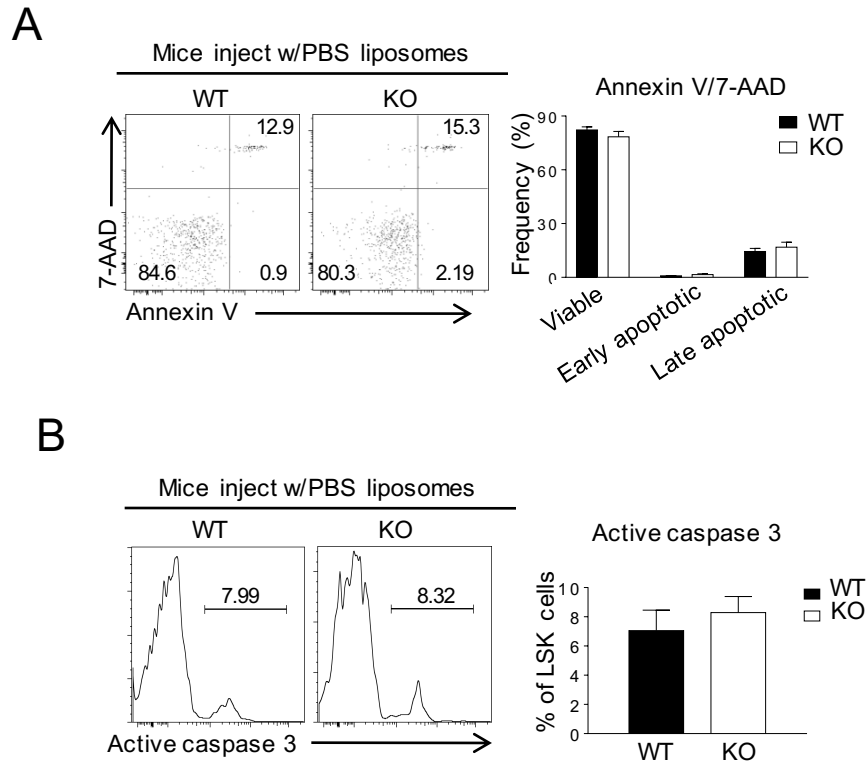 A
Mice inject w/PBS liposomes
WT
KO
12.9
15.3
84.6
0.9
80.3
2.19
7-AAD
Annexin V
Annexin V/7-AAD
WT
KO
Frequency (%)
90
60
30
0
Viable
Early apoptotic
Late apoptotic
B
Mice inject w/PBS liposomes
WT
KO
7.99
8.32
Active caspase 3
Active caspase 3
WT
KO
% of LSK cells
10
8
6
4
2
0
WT
KO